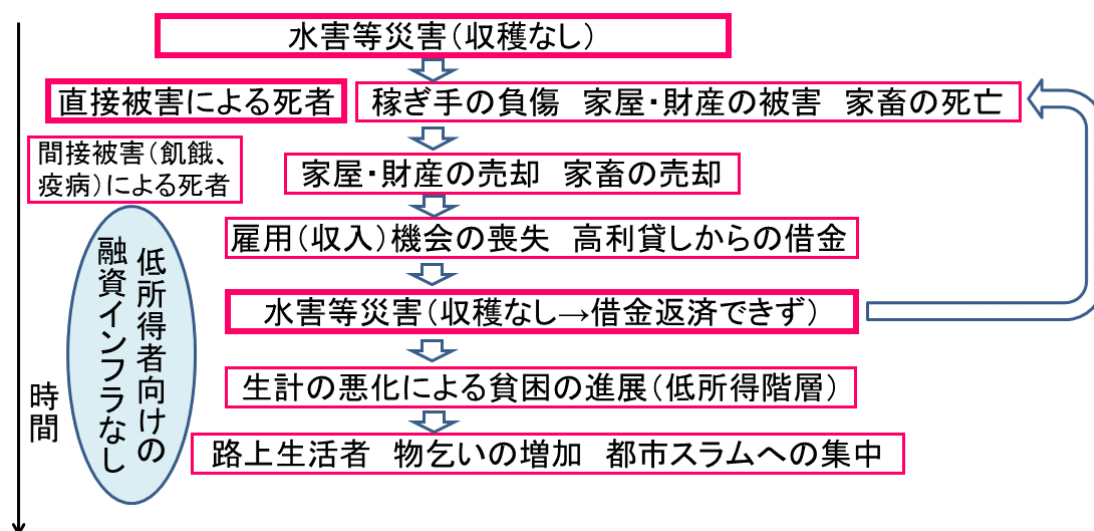 水害等災害(収穫なし)
直接被害による死者
稼ぎ手の負傷 家屋・財産の被害 家畜の死亡
間接被害(飢餓、
疫病)による死者
家屋・財産の売却 家畜の売却
雇用(収入)機会の喪失 高利貸しからの借金
水害等災害(収穫なし→借金返済できず)
低所得者向けの
融資インフラなし
生計の悪化による貧困の進展(低所得階層)
時間
路上生活者 物乞いの増加 都市スラムへの集中